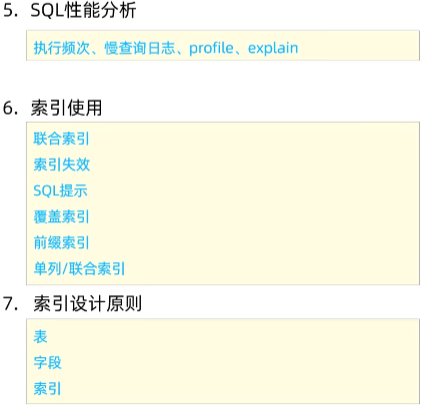 5. SQL性能分析
执行频次、慢查询日志、profile、explain
6. 索引使用
联合索引
索引失效
SQL提示
覆盖索引
前缀索引
单列/联合索引
7. 索引设计原则
表
字段
索引